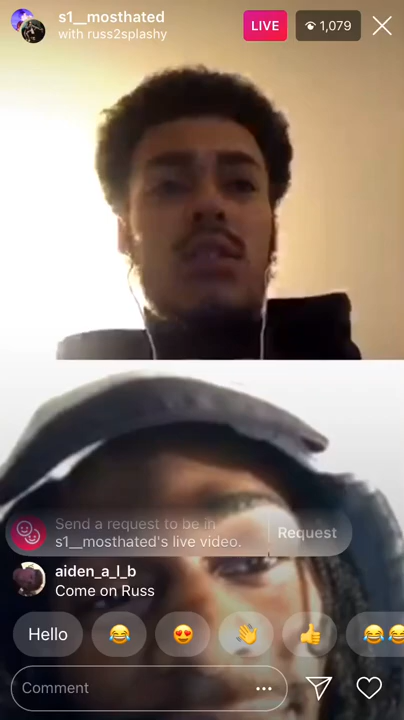 s1__mosthated
with russ2splashy
LIVE
1,079
Send a request to be in
s1__mosthated's live video.
Request
aiden_a_l_b
Come on Russ
Hello
Comment